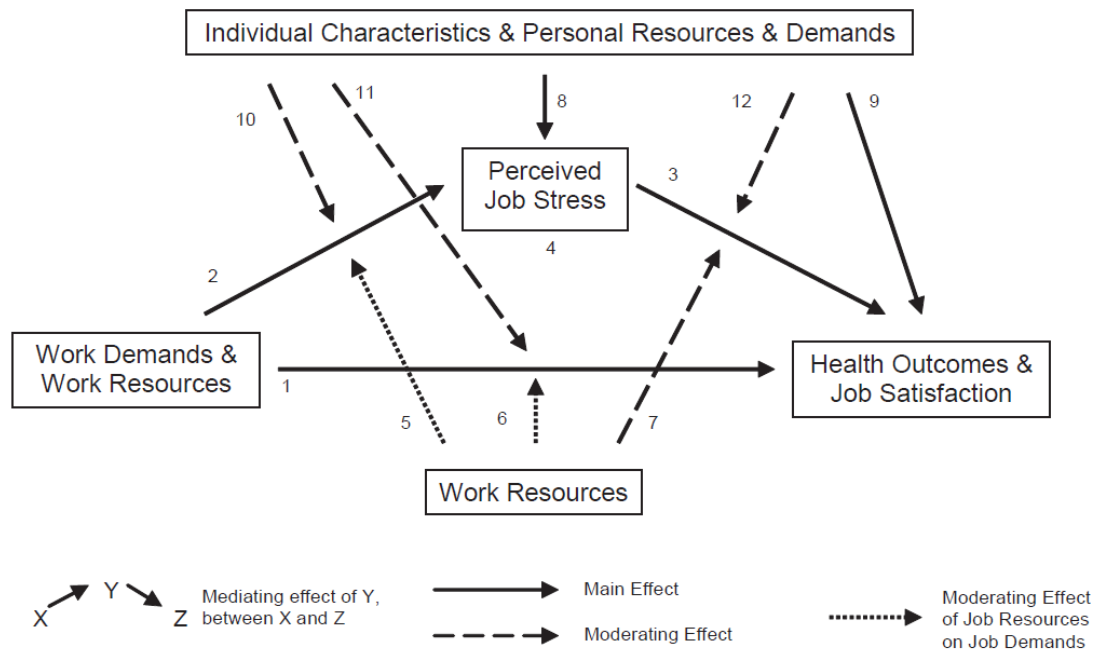 Individual Characteristics & Personal Resources & Demands
10
11
8
12
9
Perceived
Job Stress
3
4
2
Work Demands &
Work Resources
1
Health Outcomes &
Job Satisfaction
5
6
7
Work Resources
X
Y
Z
Mediating effect of Y,
between X and Z
Main Effect
Moderating Effect
Moderating Effect
of Job Resources
on Job Demands